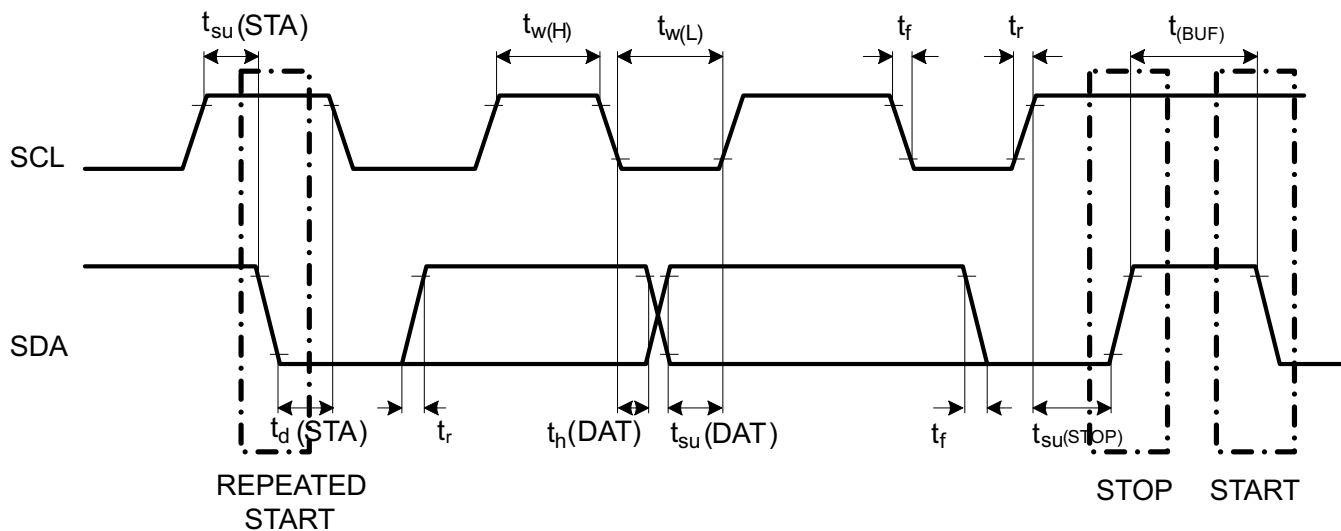 tsu(STA) tw(H) tw(L) tf tr t(BUF)
SCL
SDA
td(STA) tr th(DAT) tsu(DAT) tf tsu(STOP)
REPEATED
START
STOP START